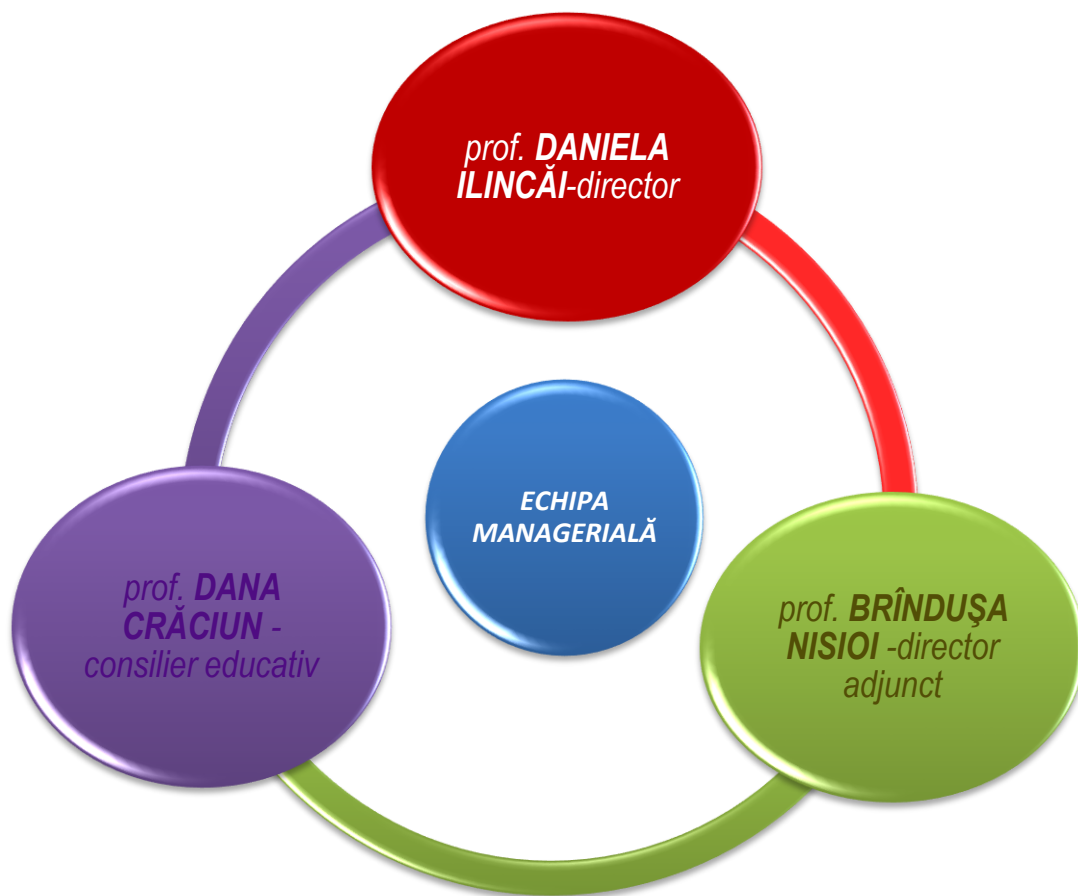 prof. DANIELA
ILINCĂI-director
ECHIPA
MANAGERIALĂ
prof. DANA
CRĂCIUN -
consilier educativ
prof. BRÎNDUŞA
NISIOI -director
adjunct